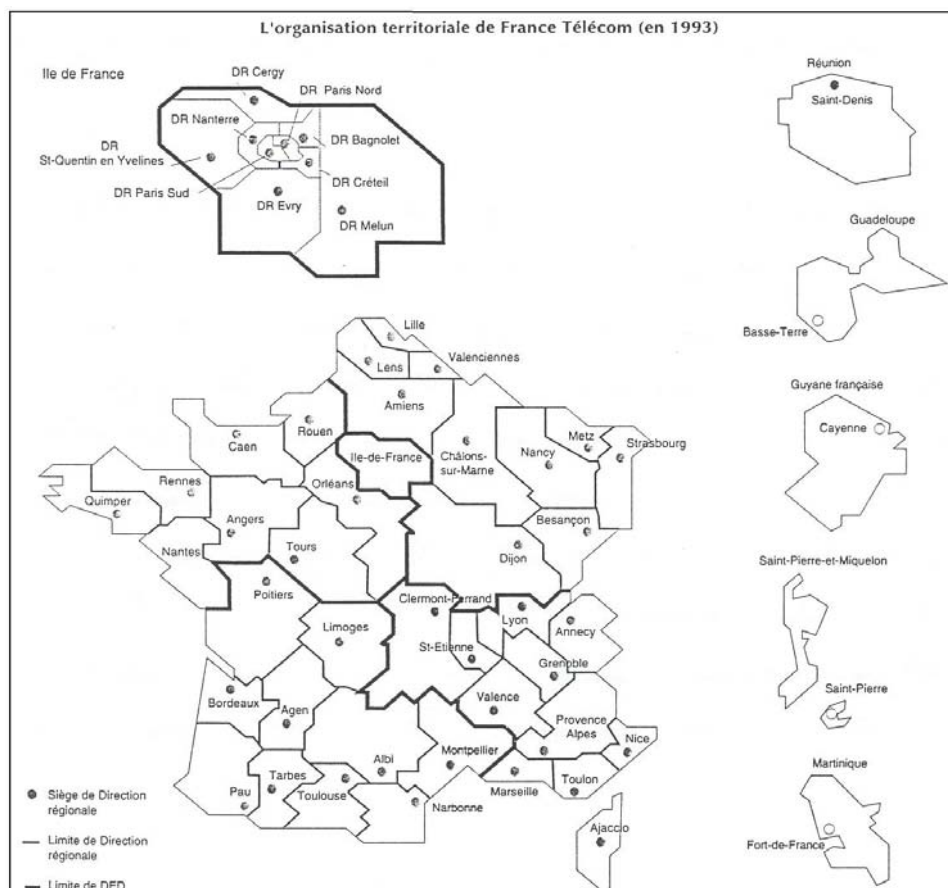 L'organisation territoriale de France Télécom (en 1993)
Ile de France
DR Cergy
DR Paris Nord
DR Nanterre
DR Bagnolet
DR
St-Quentin en Yvelines
DR Créteil
DR Paris Sud
DR Evry
DR Melun
Réunion
Saint-Denis
Guadeloupe
Basse-Terre
Guyane française
Cayenne
Saint-Pierre-et-Miquelon
Saint-Pierre
Martinique
Fort-de-France
Lille
Lens
Valenciennes
Amiens
Rouen
Caen
Ile-de-France
Châlons-
sur-Marne
Metz
Nancy
Strasbourg
Rennes
Quimper
Orléans
Angers
Nantes
Tours
Besançon
Dijon
Poitiers
Clermont-Ferrand
Lyon
Annecy
Limoges
St-Etienne
Grenoble
Bordeaux
Agen
Valence
Provence
Alpes
Nice
Albi
Montpellier
Pau
Tarbes
Toulouse
Narbonne
Marseille
Toulon
Ajaccio
Siège de Direction
régionale
Limite de Direction
régionale
Limite de DED